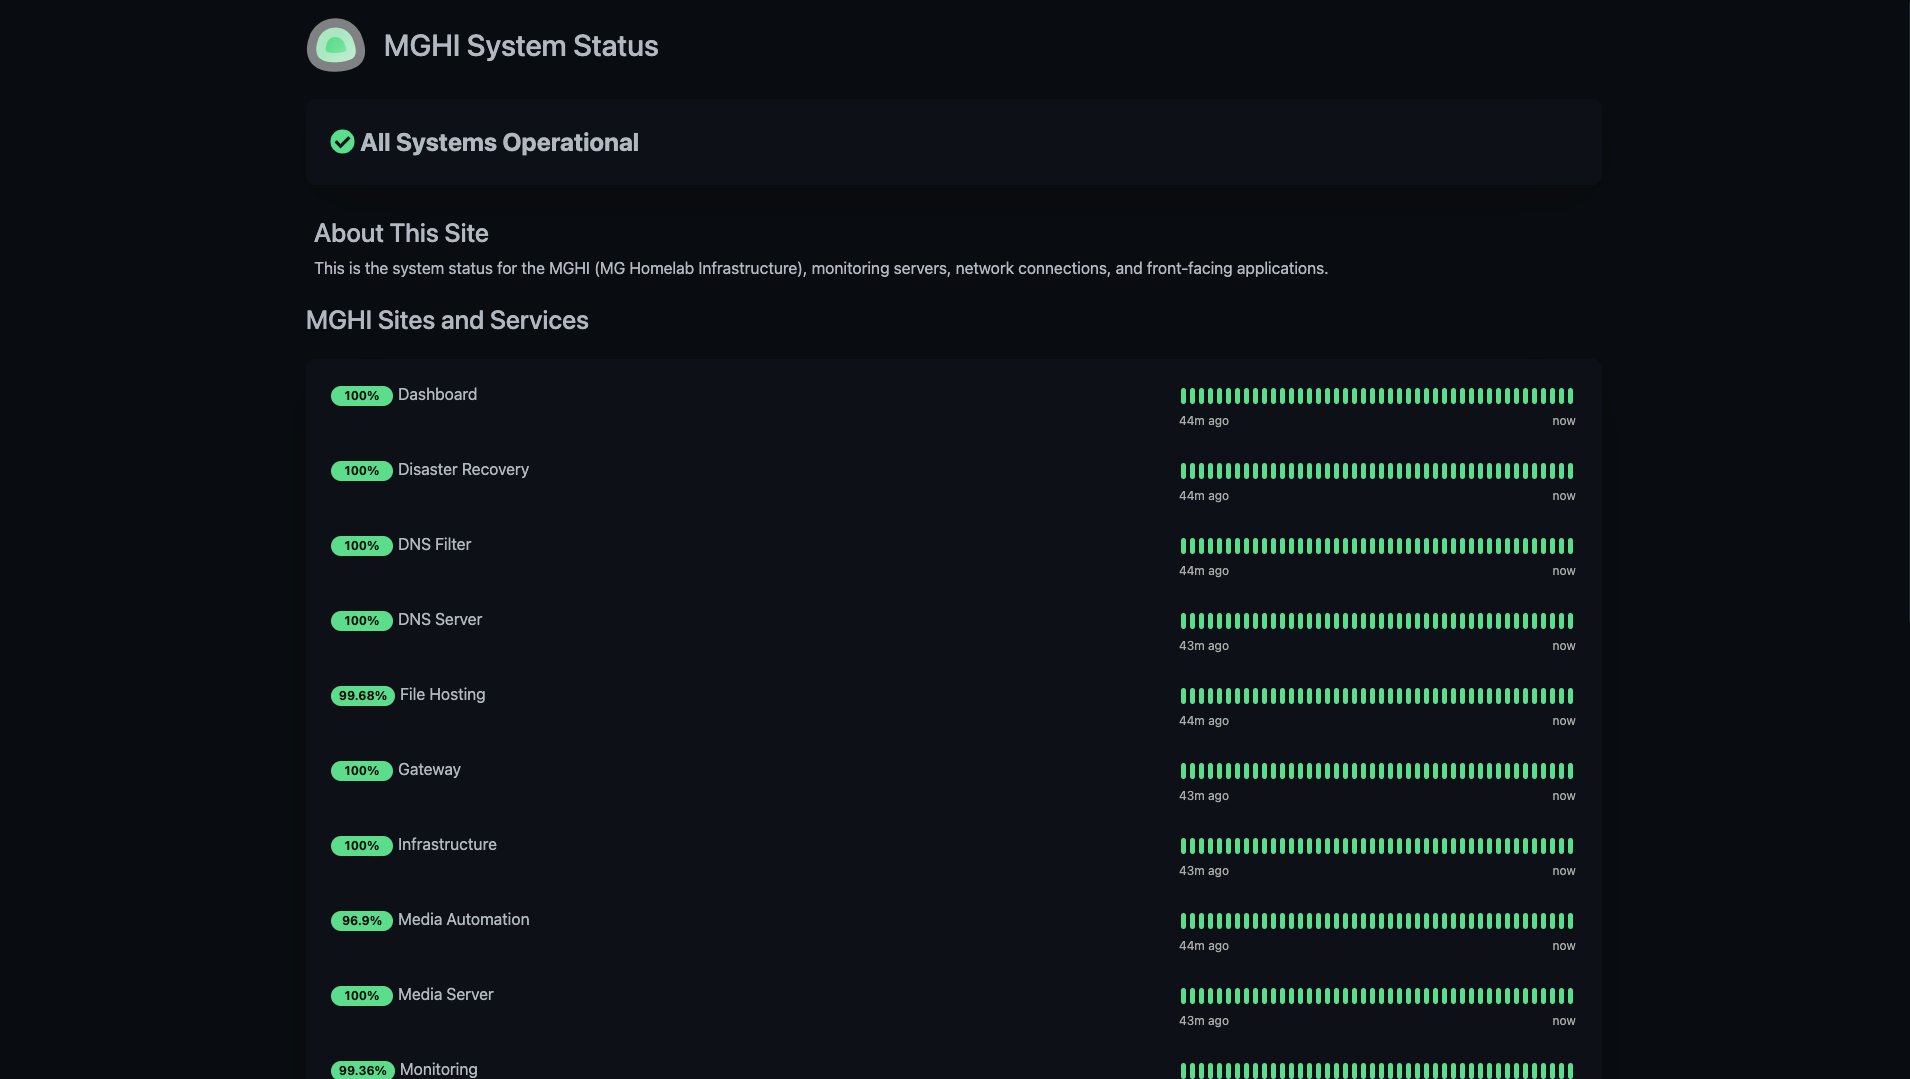 MGHI System Status
All Systems Operational
About This Site
This is the system status for the MGHI (MG Homelab Infrastructure), monitoring servers, network connections, and front-facing applications.
MGHI Sites and Services
100% Dashboard
44m ago now
100% Disaster Recovery
44m ago now
100% DNS Filter
44m ago now
100% DNS Server
43m ago now
99.68% File Hosting
44m ago now
100% Gateway
43m ago now
100% Infrastructure
43m ago now
96.9% Media Automation
44m ago now
100% Media Server
43m ago now
99.36% Monitoring